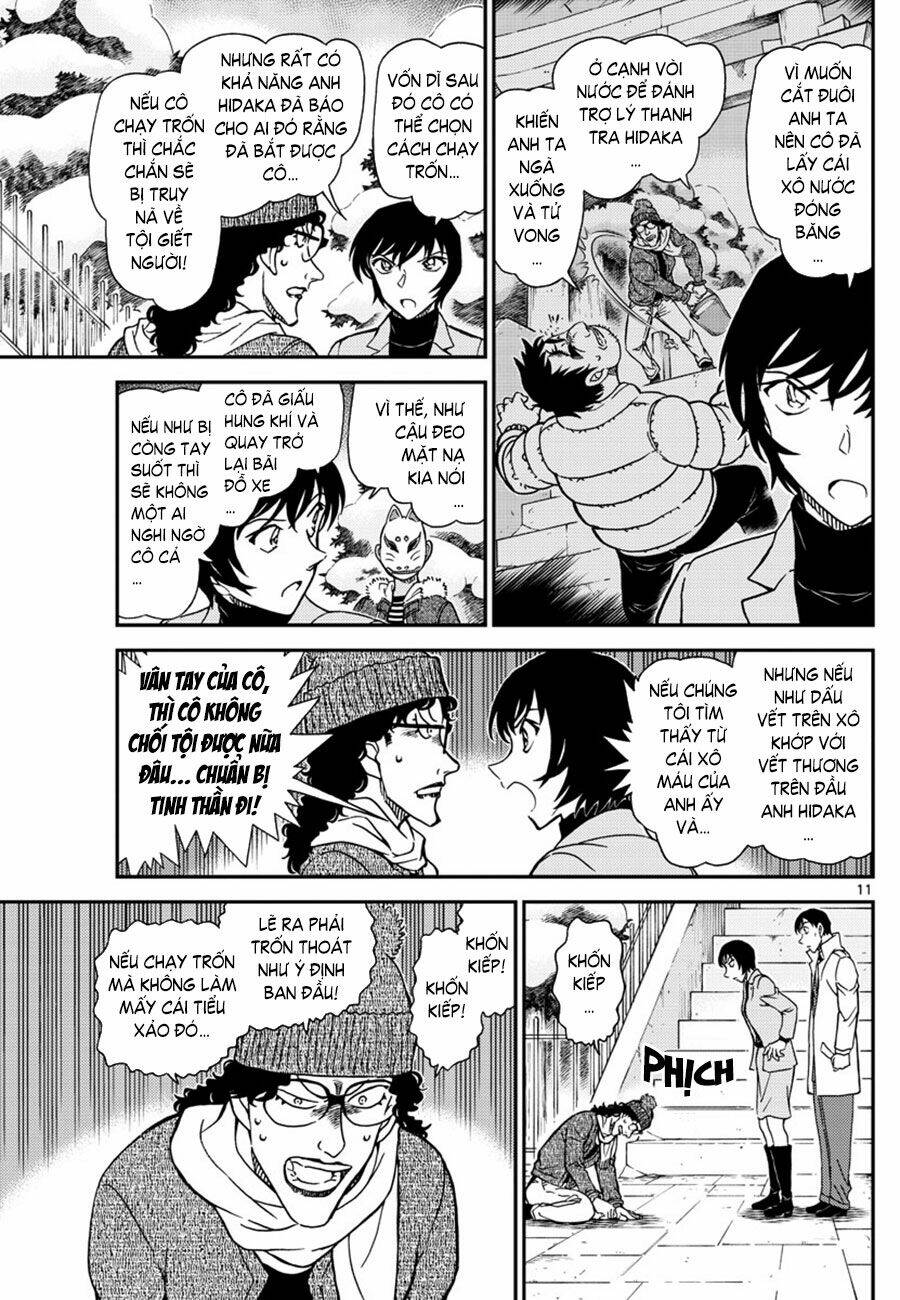 VÌ MUỐN
CẮT ĐUÔI
ANH TA
NÊN CÔ ĐÃ
LẤY CÁI
XÔ NƯỚC
ĐÓNG
BĂNG
...
Ở CẠNH VÒI
NƯỚC ĐỂ ĐÁNH
TRỢ LÝ THANH
TRA HIDAKA
...
KHIẾN
ANH TA
NGÃ
XUỐNG
VÀ TỬ
VONG
...
VỐN DĨ SAU
ĐÓ CÔ CÓ
THỂ CHỌN
CÁCH CHẠY
TRỐN...
NHƯNG RẤT CÓ
KHẢ NĂNG ANH
HIDAKA ĐÃ BÁO
CHO AI ĐÓ RẰNG
ĐÃ BẮT ĐƯỢC
CÔ...
NẾU CÔ
CHẠY TRỐN
THÌ CHẮC
CHẮN SẼ
BỊ TRUY
NÃ VỀ
TỘI GIẾT
NGƯỜI!
VÌ THẾ, NHƯ
CẬU ĐEO
MẶT NẠ
KIA NÓI
...
CÔ ĐÃ GIẤU
HUNG KHÍ VÀ
QUAY TRỞ
LẠI BÃI
ĐỖ XE
...
NẾU NHƯ BỊ
CÒNG TAY
SUỐT THÌ
SẼ KHÔNG
MỘT AI
NGHI NGỜ
CÔ CẢ
...
NHƯNG NẾU
NHƯ DẤU
VẾT TRÊN XÔ
KHỚP VỚI
VẾT THƯƠNG
TRÊN ĐẦU
ANH HIDAKA
...
NẾU CHÚNG
TÔI TÌM
THẤY TỪ
CÁI XÔ
MÁU CỦA
ANH ẤY
VÀ...
VÂN TAY CỦA CÔ,
THÌ CÔ KHÔNG
CHỐI TỘI ĐƯỢC NỮA
ĐÂU... CHUẨN BỊ
TINH THẦN ĐI!
11
KHỐN
KIẾP
...
PHỊCH
KHỐN
KIẾP!
KHỐN
KIẾP!
LẼ RA PHẢI
TRỐN THOÁT
NHƯ Ý ĐỊNH
BAN ĐẦU!
NẾU CHẠY TRỐN
MÀ KHÔNG LÀM
MẤY CÁI TIỂU
XẢO ĐÓ...